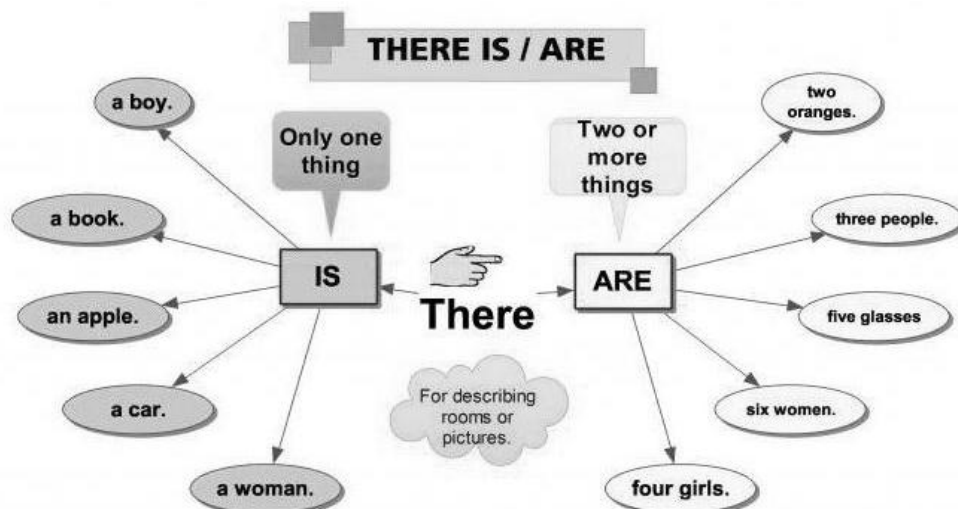 THERE IS / ARE
a boy.
Only one
thing
Two or
more
things
two
oranges.
a book.
three people.
IS
There
ARE
an apple.
five glasses
a car.
For describing
rooms or
pictures.
six women.
a woman.
four girls.